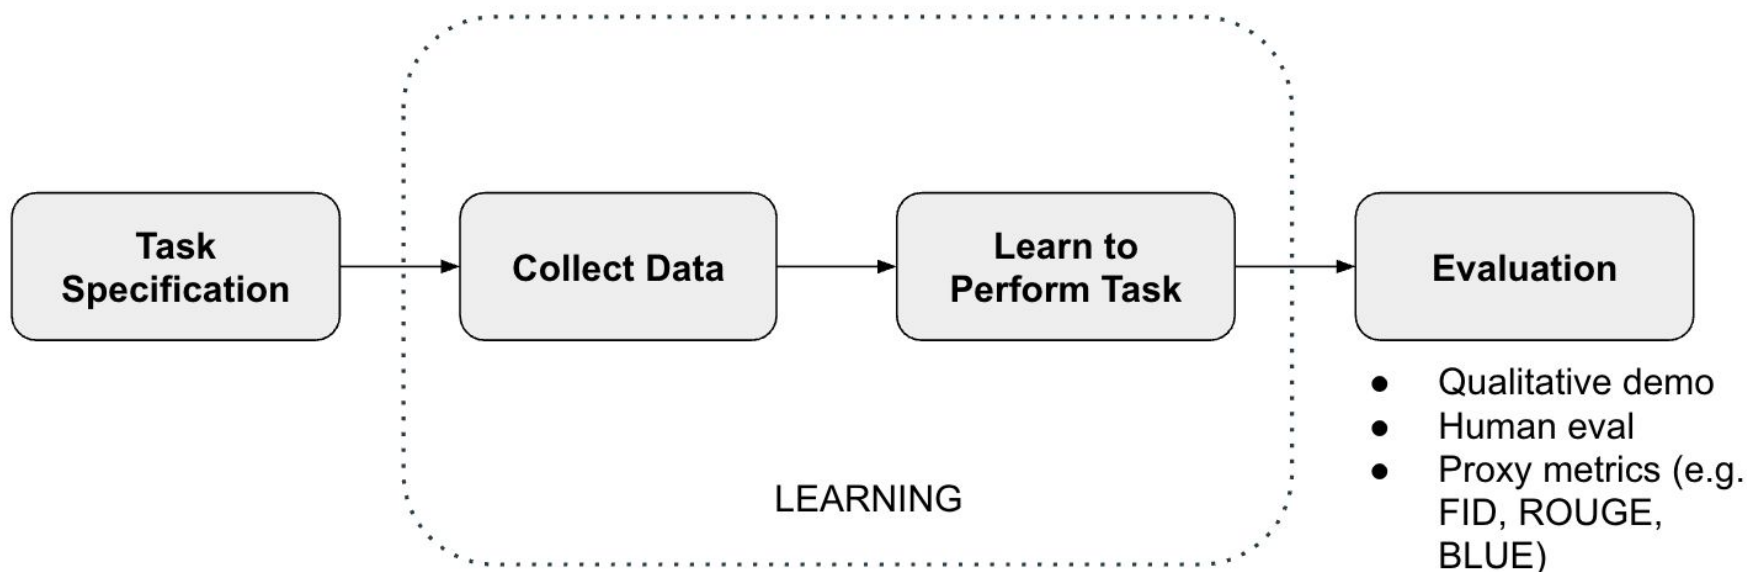 Task
Specification
Collect Data
Learn to
Perform Task
Evaluation
● Qualitative demo
● Human eval
● Proxy metrics (e.g.
FID, ROUGE,
BLUE)
LEARNING